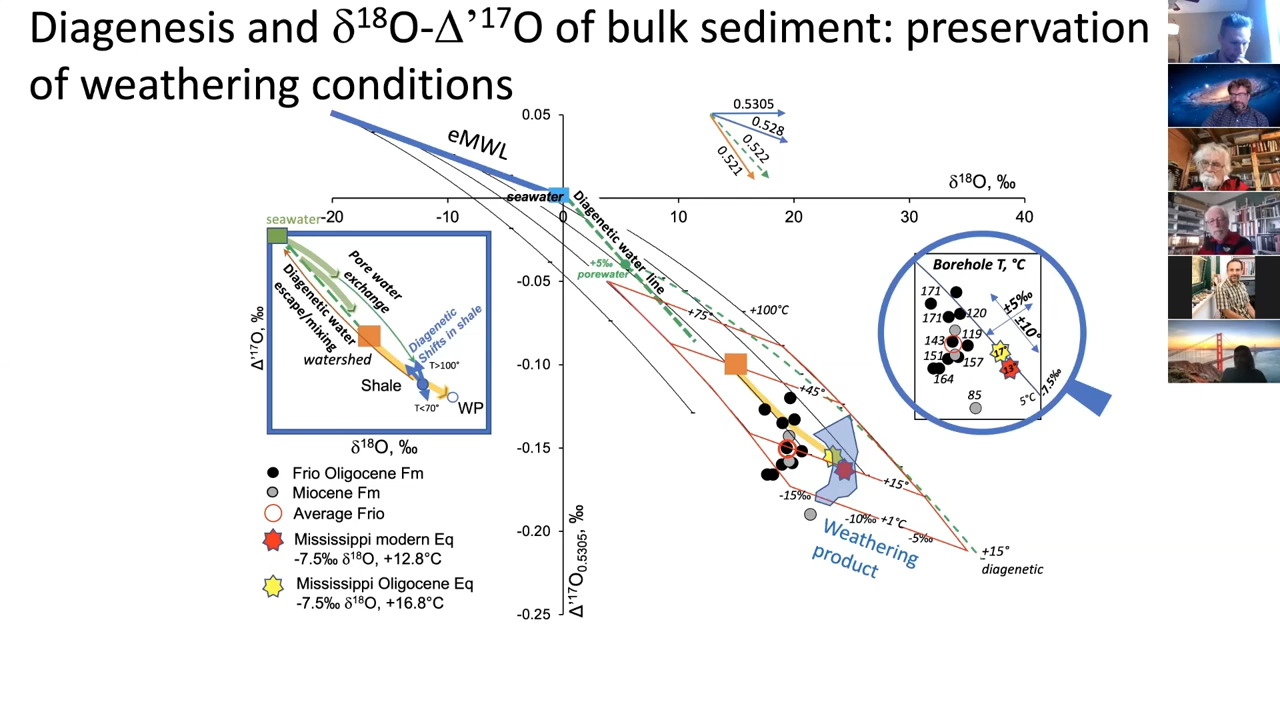 Diagenesis and δ18O-Δ’17O of bulk sediment: preservation
of weathering conditions
eMWL
0.05
0.5305
0.528
0.522
0.521
δ18O, ‰
seawater
-20
-10
0
10
20
30
40
seawater
Pore water
exchange
Diagenetic water
escape/mixing
watershed
Diagenetic
Shifts in shale
T>100°
Shale
T<70°
WP
Δ’17O, ‰
δ18O, ‰
Diagenetic water line
+5‰
porewater
-0.05
-0.10
-0.15
-0.20
-0.25
Δ’17O0.5305, ‰
+100°C
+75°
+45°
+15°
-15‰
-10‰
+1°C
-5‰
+15°
diagenetic
Weathering
product
Borehole T, °C
171
171
120
143
119
151
157
164
85
±5‰
±10°
17°
13°
5°C
-7.5‰
Frio Oligocene Fm
Miocene Fm
Average Frio
Mississippi modern Eq
-7.5‰ δ18O, +12.8°C
Mississippi Oligocene Eq
-7.5‰ δ18O, +16.8°C